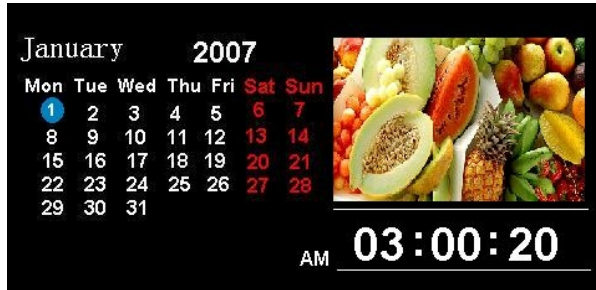 January 2007
Mon Tue Wed Thu Fri Sat Sun
1 2 3 4 5 6 7
8 9 10 11 12 13 14
15 16 17 18 19 20 21
22 23 24 25 26 27 28
29 30 31
AM 03:00:20